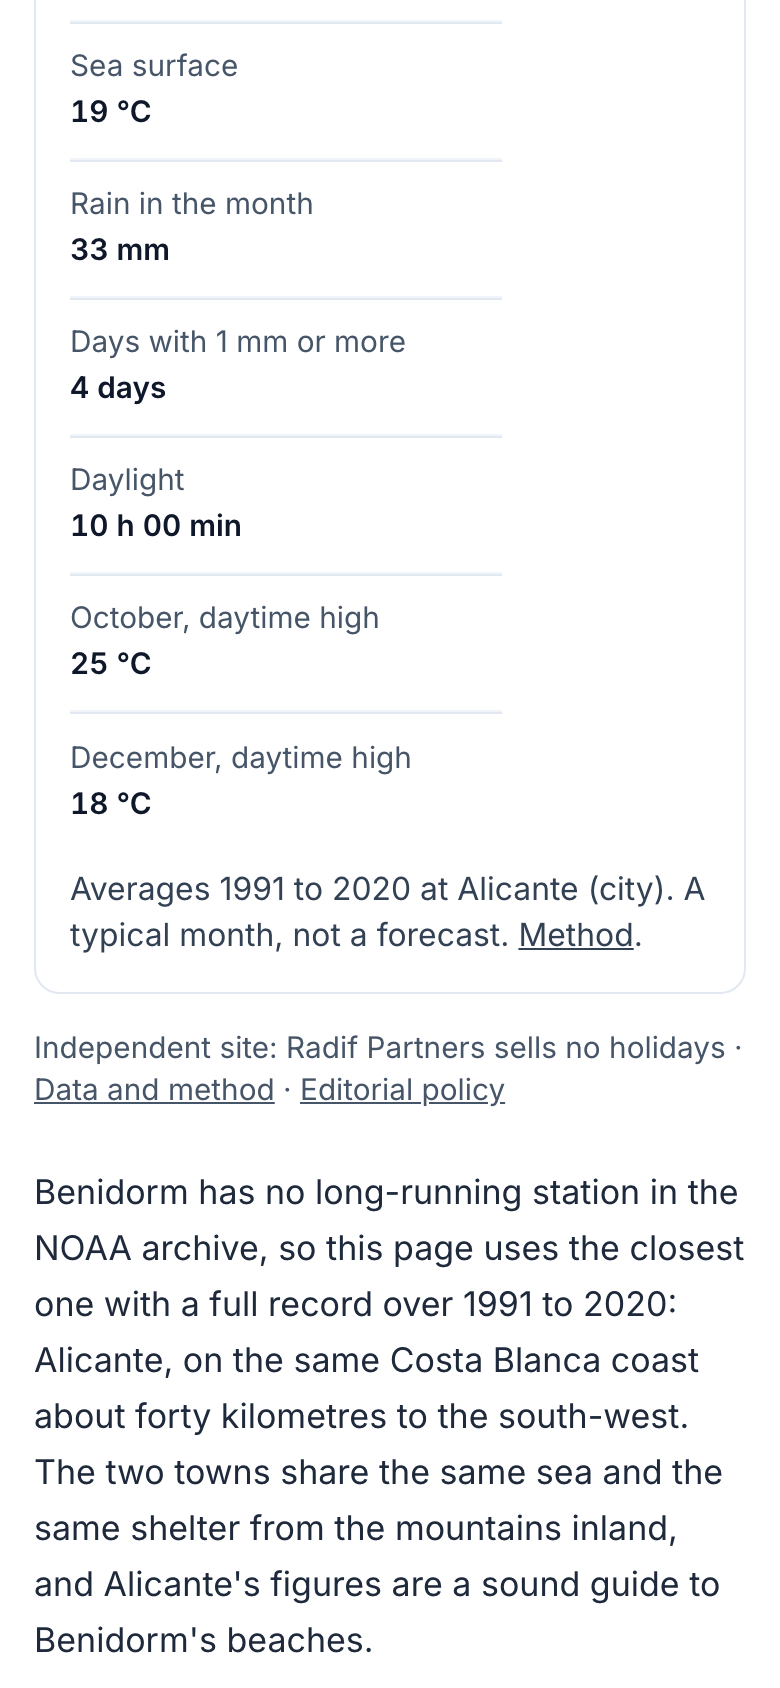 Sea surface
19 °C
Rain in the month
33 mm
Days with 1 mm or more
4 days
Daylight
10 h 00 min
October, daytime high
25 °C
December, daytime high
18 °C
Averages 1991 to 2020 at Alicante (city). A
typical month, not a forecast. Method.
Independent site: Radif Partners sells no holidays ·
Data and method · Editorial policy
Benidorm has no long-running station in the
NOAA archive, so this page uses the closest
one with a full record over 1991 to 2020:
Alicante, on the same Costa Blanca coast
about forty kilometres to the south-west.
The two towns share the same sea and the
same shelter from the mountains inland,
and Alicante's figures are a sound guide to
Benidorm's beaches.